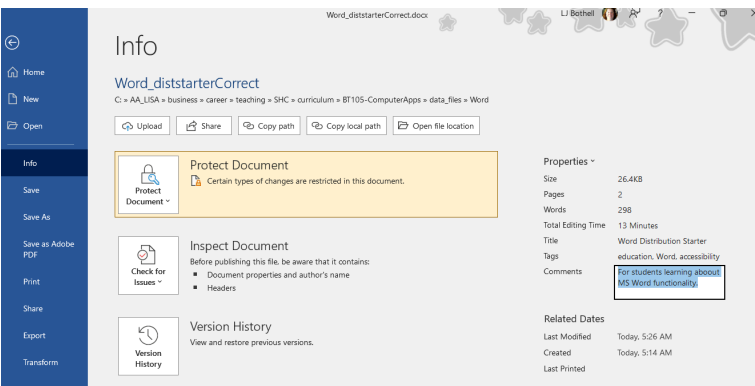 Word_diststarterCorrect.docx
LJ Bothell
?
Info
Home
New
Open
Info
Save
Save As
Save as Adobe
PDF
Print
Share
Export
Transform
Word_diststarterCorrect
C: » AA_LISA » business » career » teaching » SHC » curriculum » BT105-ComputerApps » data_files » Word
Upload
Share
Copy path
Copy local path
Open file location
Protect
Document
Protect Document
Certain types of changes are restricted in this document.
Check for
Issues
Inspect Document
Before publishing this file, be aware that it contains:
Document properties and author's name
Headers
Version
History
Version History
View and restore previous versions.
Properties
Size 26.4KB
Pages 2
Words 298
Total Editing Time 13 Minutes
Title Word Distribution Starter
Tags education, Word, accessibility
Comments For students learning aboout
MS Word functionality.
Related Dates
Last Modified Today, 5:26 AM
Created Today, 5:14 AM
Last Printed